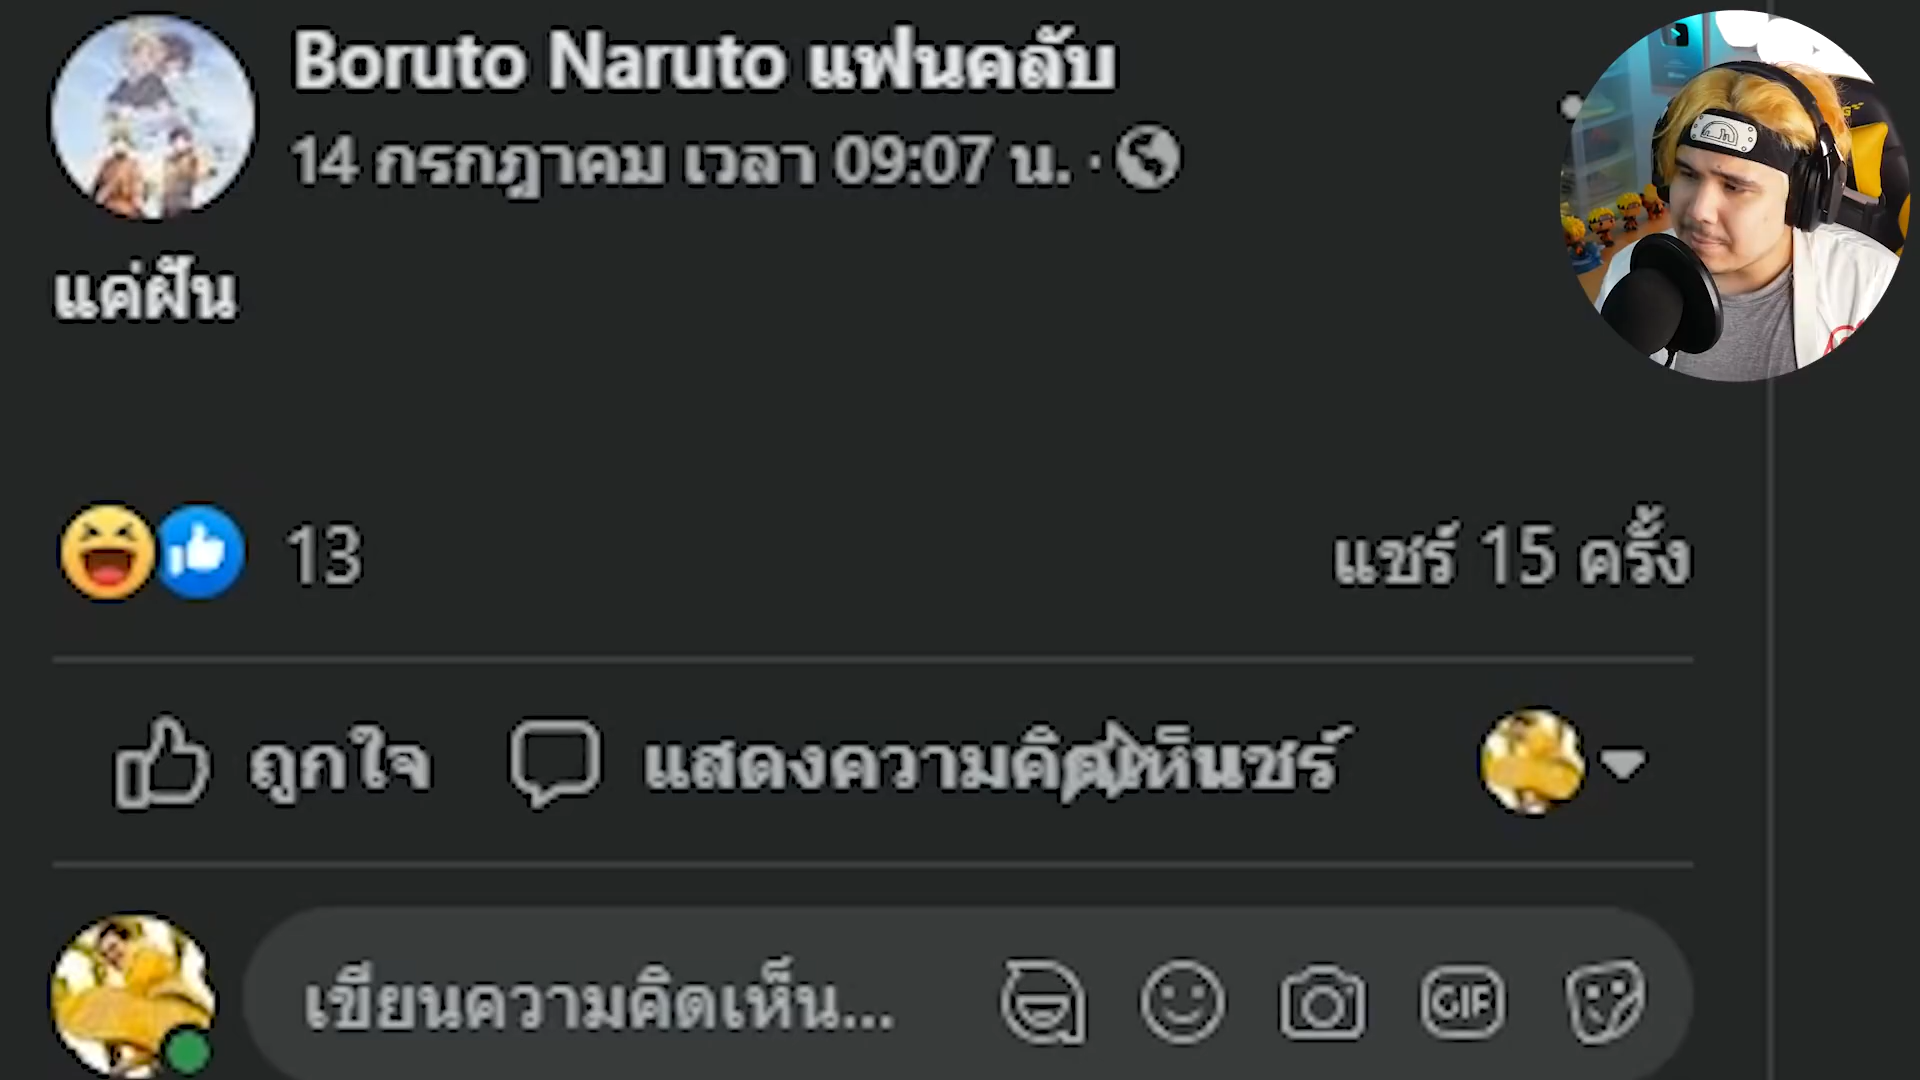 Boruto Naruto แฟนคลับ
14 กรกฎาคม เวลา 09:07 น. ·
แค่ฝัน
13
แชร์ 15 ครั้ง
ถูกใจ
แสดงความคิดเห็น
แชร์
เขียนความคิดเห็น...
GIF